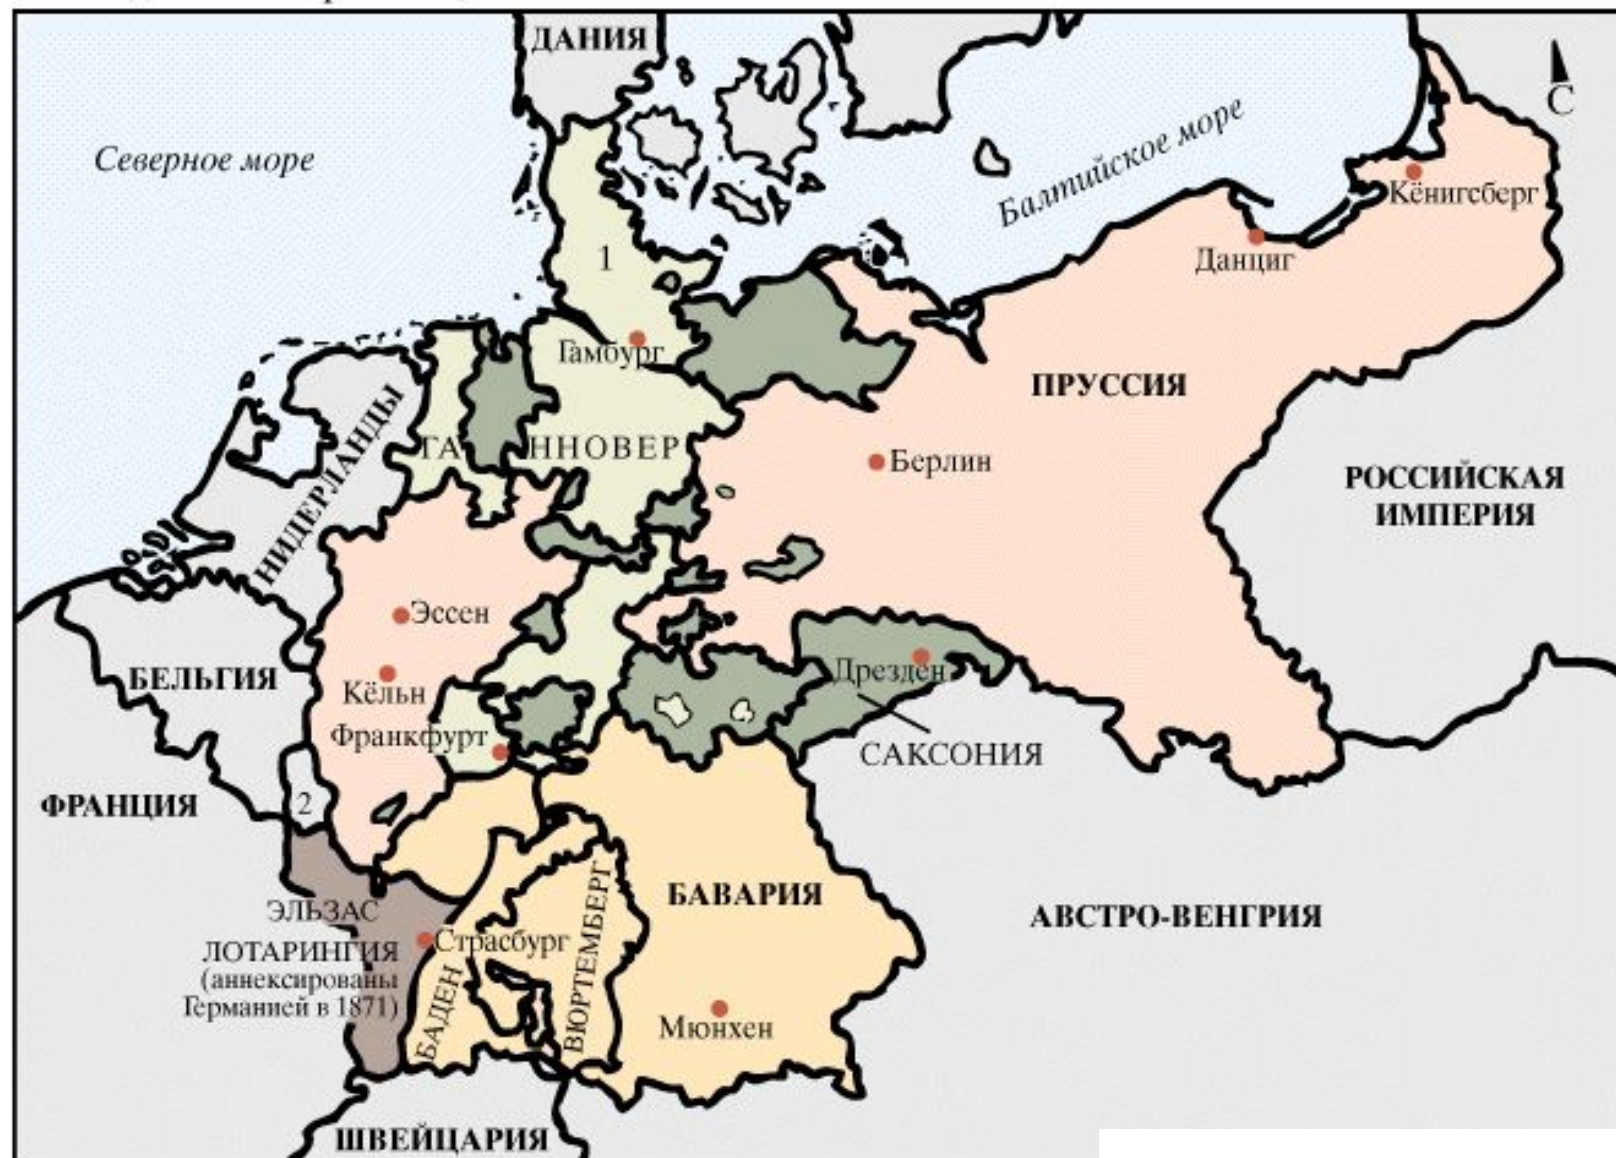 ДАНИЯ
С
Северное море
Балтийское море
Кёнигсберг
Данциг
1
Гамбург
ПРУССИЯ
НИДЕРЛАНДЫ
ГА ННОВЕР
Берлин
РОССИЙСКАЯ
ИМПЕРИЯ
Эссен
БЕЛЬГИЯ
Кёльн
Дрезден
Франкфурт
САКСОНИЯ
ФРАНЦИЯ
2
БАВАРИЯ
ВЮРТЕМБЕРГ
АВСТРО-ВЕНГРИЯ
ЭЛЬЗАС
ЛОТАРИНГИЯ
(аннексированы
Германией в 1871)
Страсбург
БАДЕН
Мюнхен
ШВЕЙЦАРИЯ